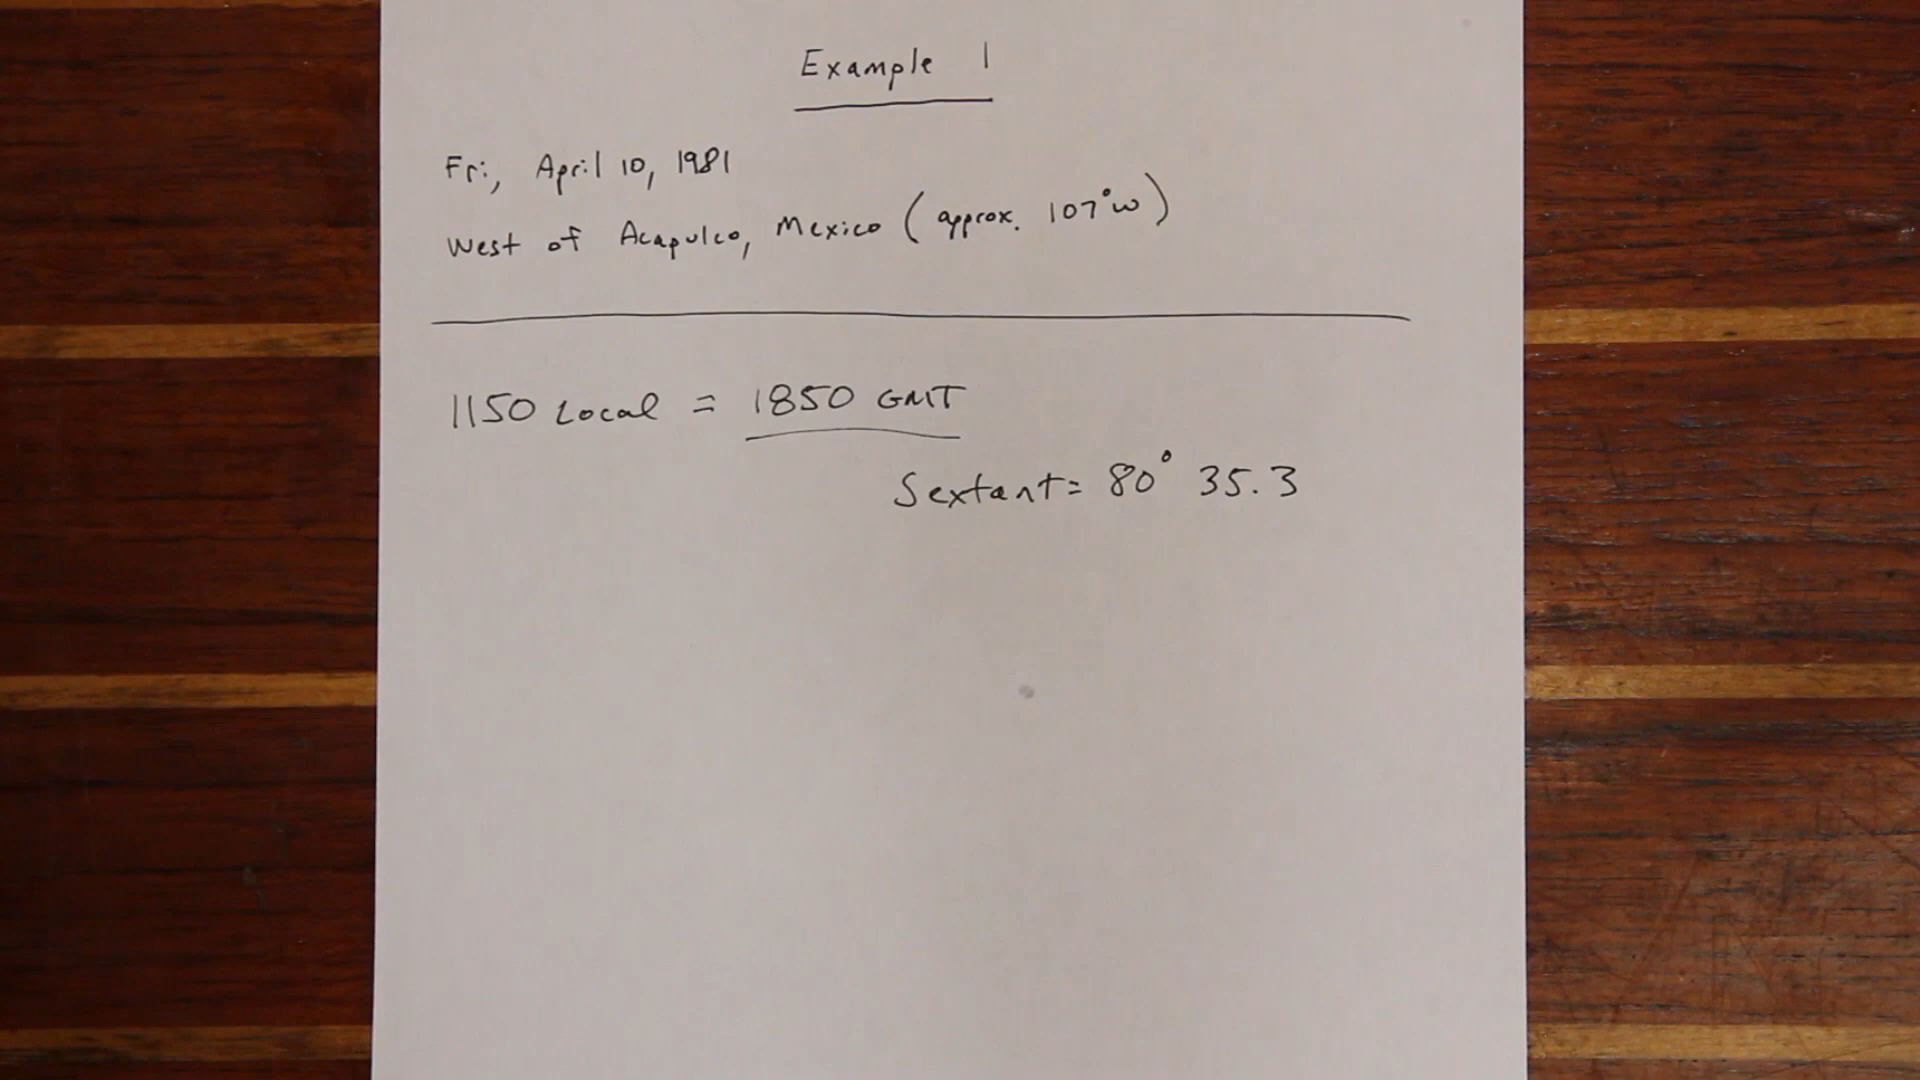 Example 1
Fri, April 10, 1981
West of Acapulco, Mexico (approx. 107°W)
1150 Local = 1850 GMT
Sextant= 80° 35.3